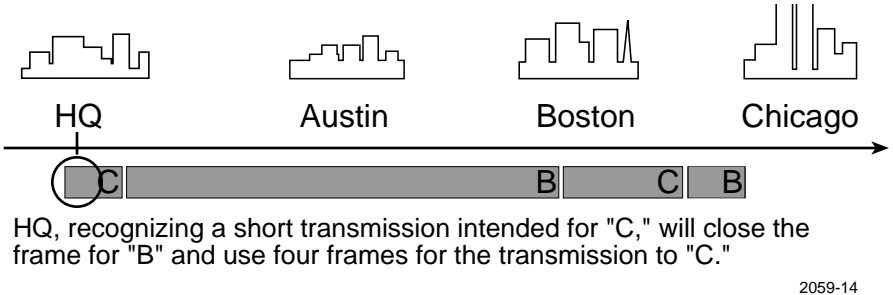 HQ Austin Boston Chicago
C B C B
HQ, recognizing a short transmission intended for "C," will close the
frame for "B" and use four frames for the transmission to "C."
2059-14